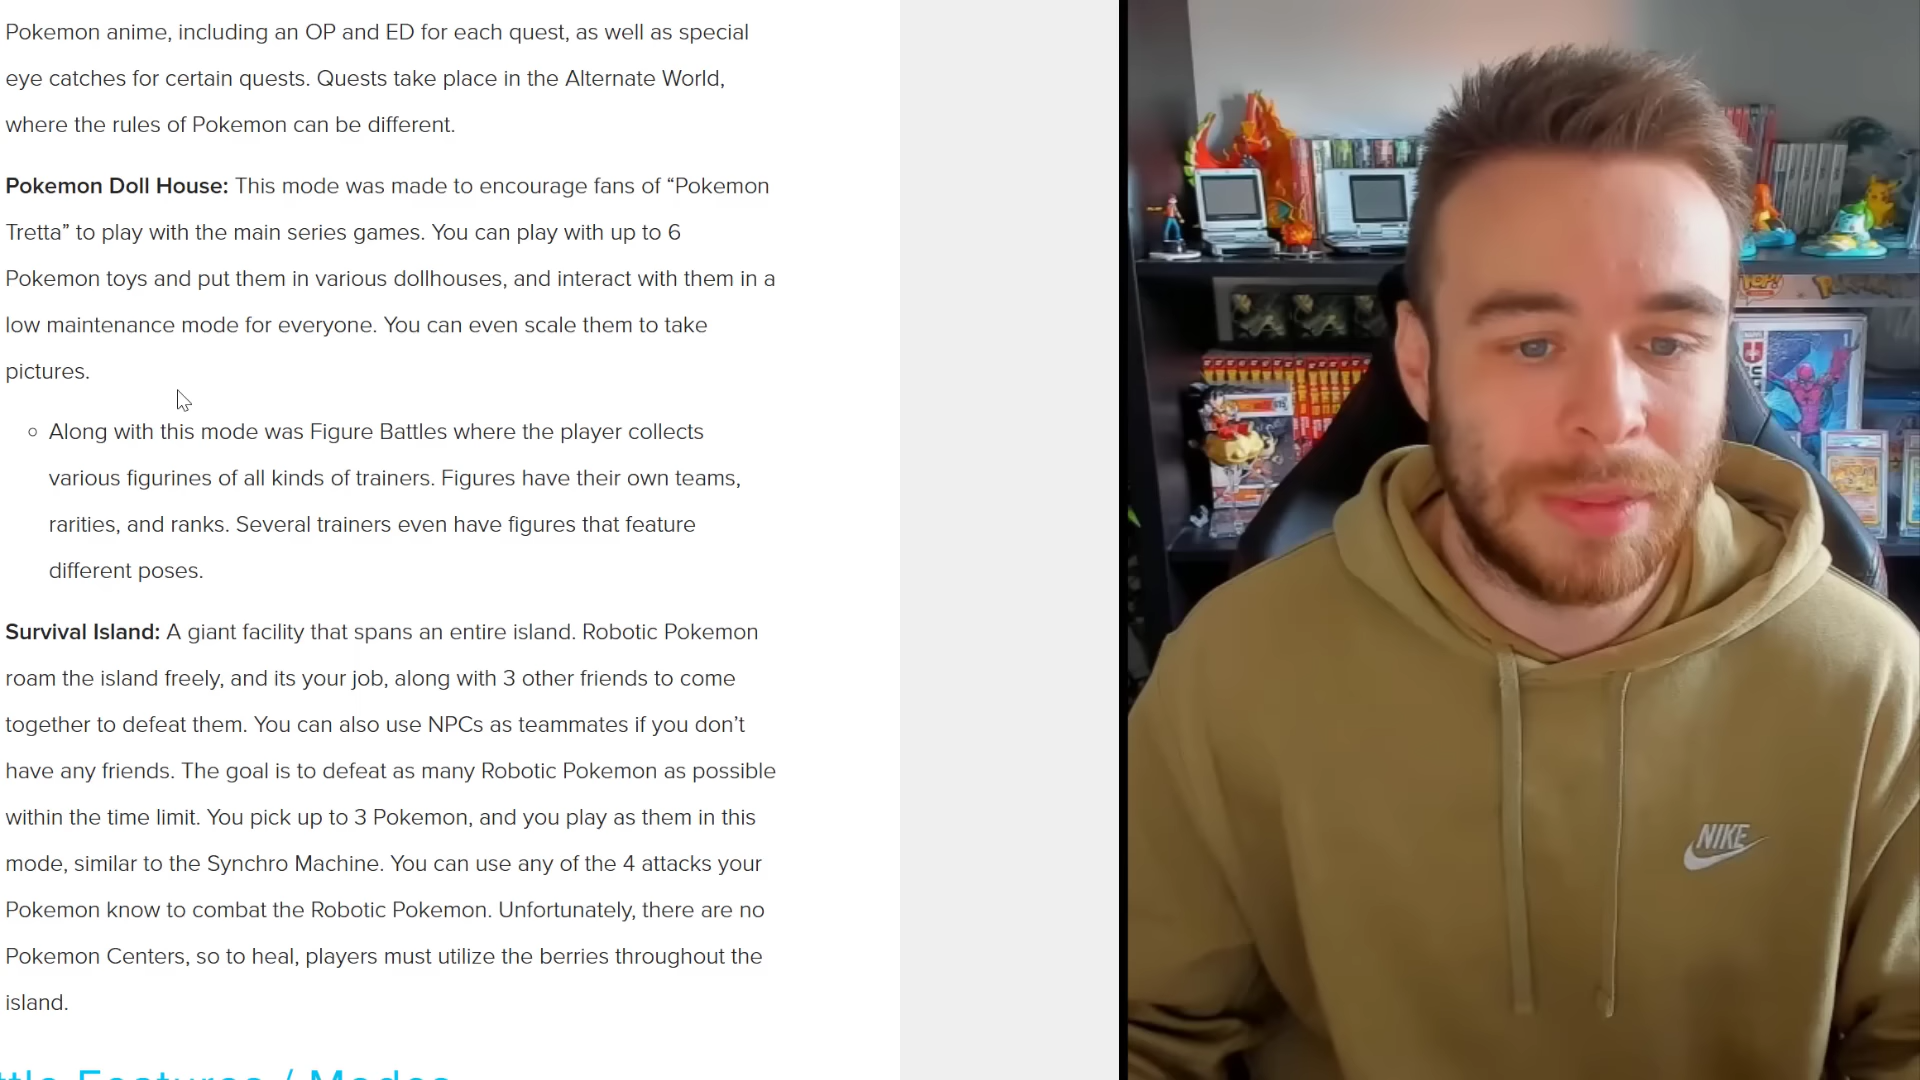 Pokemon anime, including an OP and ED for each quest, as well as special
eye catches for certain quests. Quests take place in the Alternate World,
where the rules of Pokemon can be different.
Pokemon Doll House: This mode was made to encourage fans of “Pokemon
Tretta” to play with the main series games. You can play with up to 6
Pokemon toys and put them in various dollhouses, and interact with them in a
low maintenance mode for everyone. You can even scale them to take
pictures.
Along with this mode was Figure Battles where the player collects
various figurines of all kinds of trainers. Figures have their own teams,
rarities, and ranks. Several trainers even have figures that feature
different poses.
Survival Island: A giant facility that spans an entire island. Robotic Pokemon
roam the island freely, and its your job, along with 3 other friends to come
together to defeat them. You can also use NPCs as teammates if you don’t
have any friends. The goal is to defeat as many Robotic Pokemon as possible
within the time limit. You pick up to 3 Pokemon, and you play as them in this
mode, similar to the Synchro Machine. You can use any of the 4 attacks your
Pokemon know to combat the Robotic Pokemon. Unfortunately, there are no
Pokemon Centers, so to heal, players must utilize the berries throughout the
island.
Features / Modes
NIKE